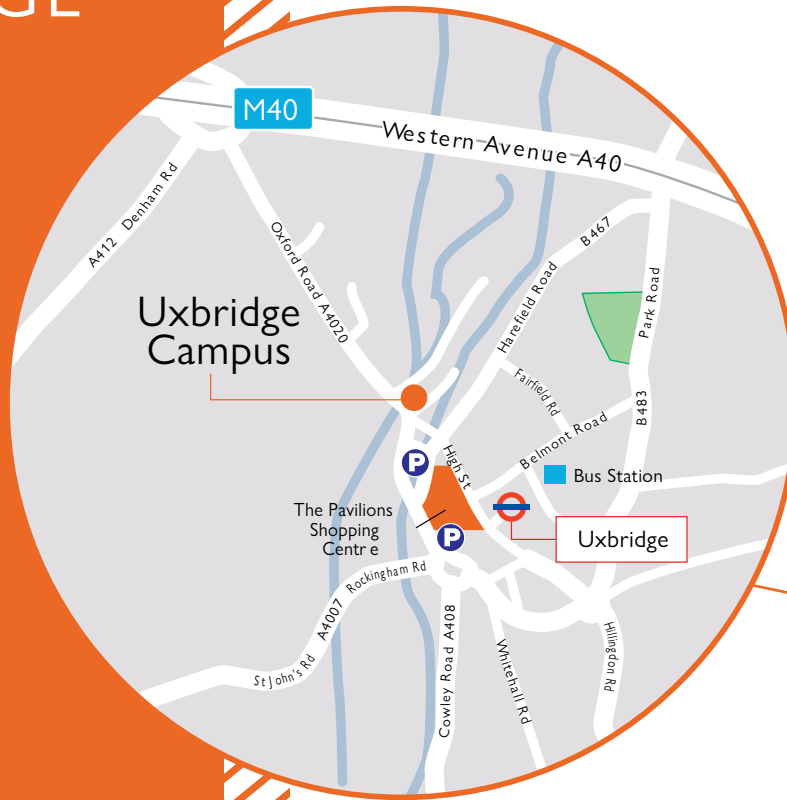 GE
M40
Western Avenue A40
A412 Denham Rd
Oxford Road A4020
B467
Harefield Road
Park Road
Uxbridge
Campus
Fairfield Rd
B483
Belmont Road
High St
P
Bus Station
The Pavilions
Shopping
Centr e
P
Uxbridge
Rockingham Rd
A4007
St John's Rd
Cowley Road A408
Whitehall Rd
Hillingdon Rd